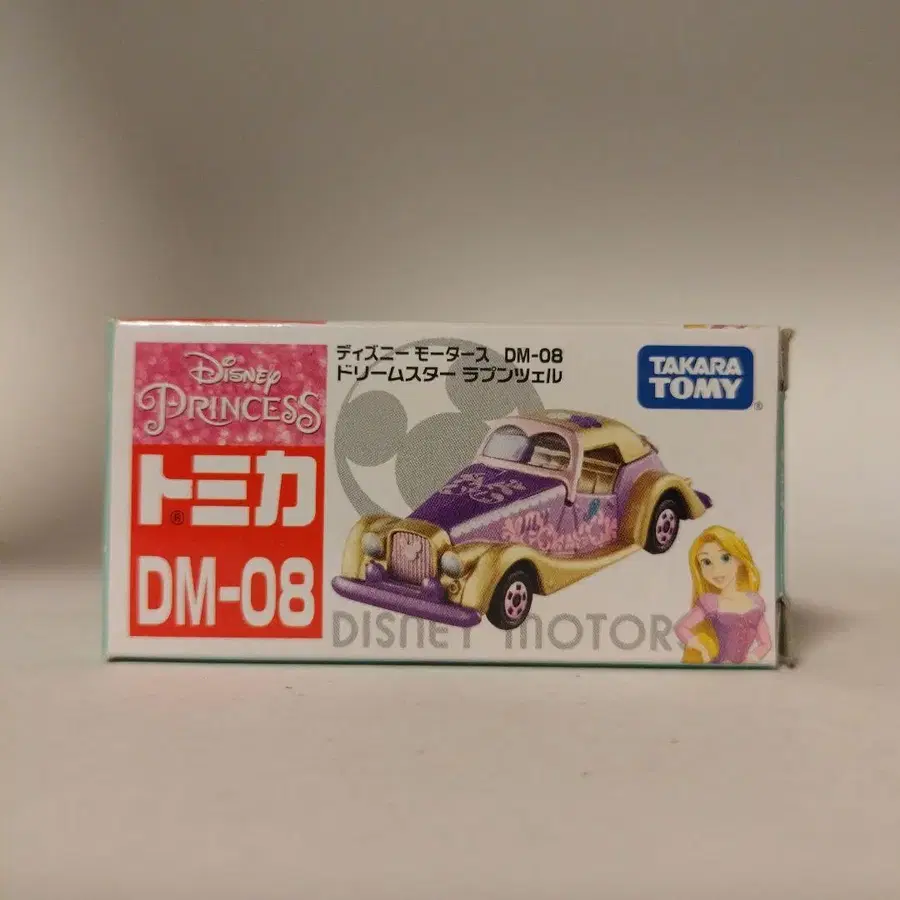 Disney
PRINCESS
トミカ
®
DM-08
ディズニー モータース DM-08
ドリームスター ラプンツェル
TAKARA
TOMY
®
DISNEY MOTORS